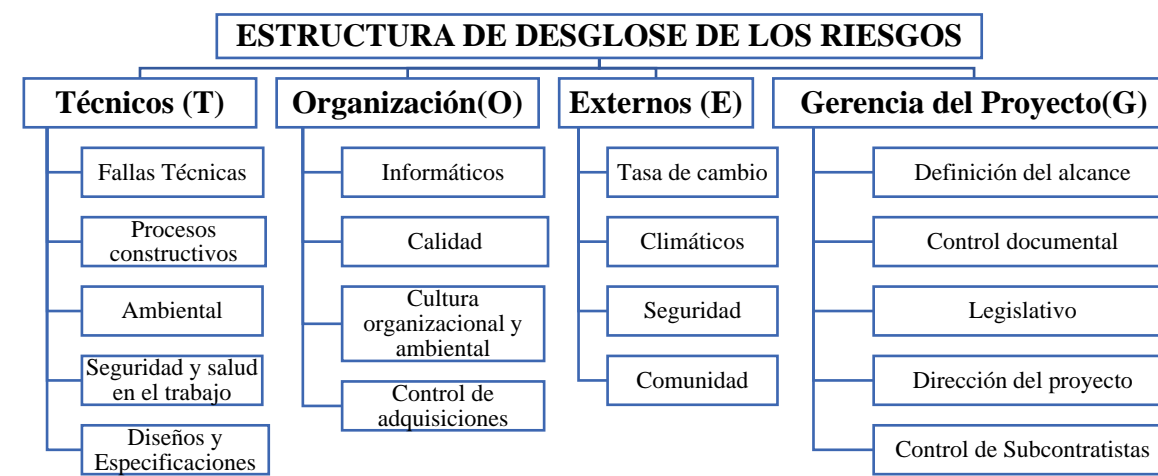 ESTRUCTURA DE DESGLOSE DE LOS RIESGOS
Técnicos (T)
Fallas Técnicas
Procesos
constructivos
Ambiental
Seguridad y salud
en el trabajo
Diseños y
Especificaciones
Organización(O)
Informáticos
Calidad
Cultura
organizacional y
ambiental
Control de
adquisiciones
Externos (E)
Tasa de cambio
Climáticos
Seguridad
Comunidad
Gerencia del Proyecto(G)
Definición del alcance
Control documental
Legislativo
Dirección del proyecto
Control de Subcontratistas